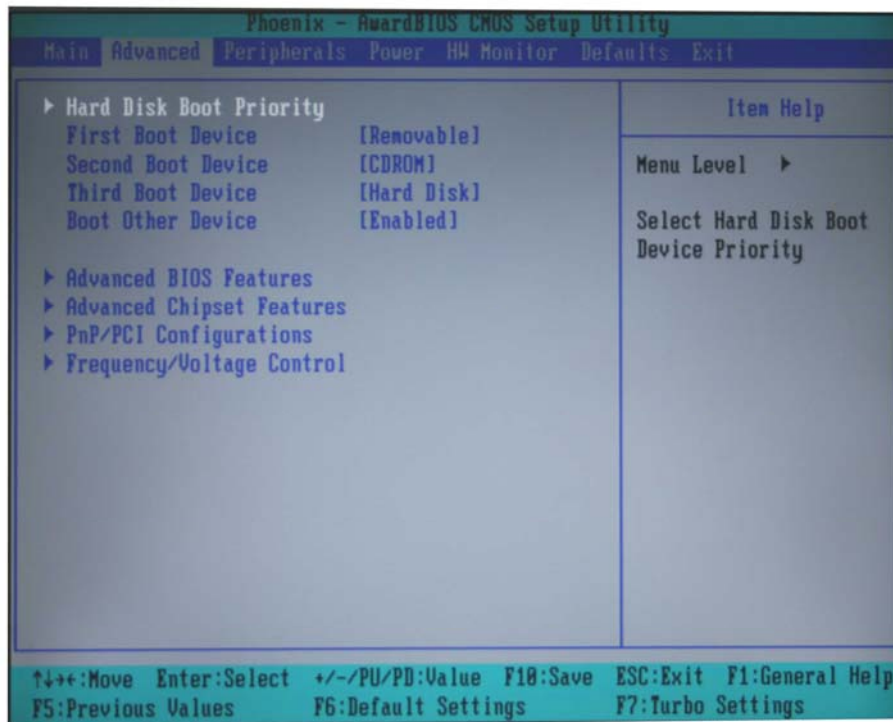 Phoenix - AwardBIOS CMOS Setup Utility
Main Advanced Peripherals Power HW Monitor Defaults Exit
▶ Hard Disk Boot Priority
First Boot Device [Removable]
Second Boot Device [CDROM]
Third Boot Device [Hard Disk]
Boot Other Device [Enabled]
▶ Advanced BIOS Features
▶ Advanced Chipset Features
▶ PnP/PCI Configurations
▶ Frequency/Voltage Control
Item Help
Menu Level ▶
Select Hard Disk Boot
Device Priority
↑↓→←:Move Enter:Select +/-/PU/PD:Value F10:Save ESC:Exit F1:General Help
F5:Previous Values F6:Default Settings F7:Turbo Settings